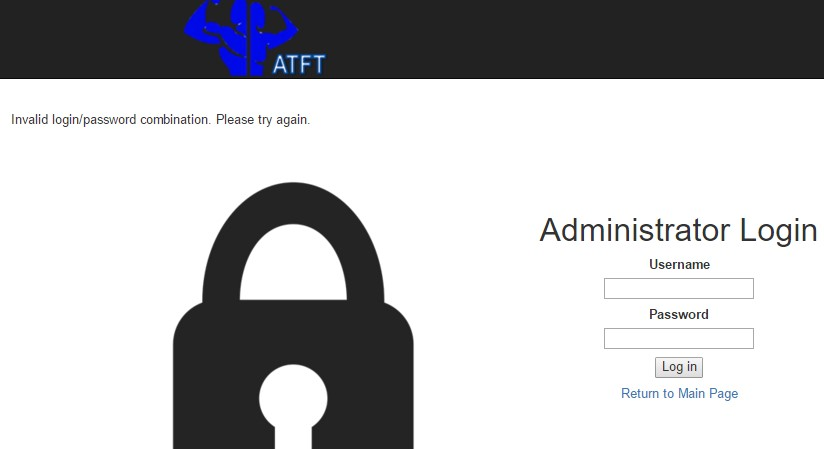 ATFT
Invalid login/password combination. Please try again.
Administrator Login
Username
Password
Log in
Return to Main Page